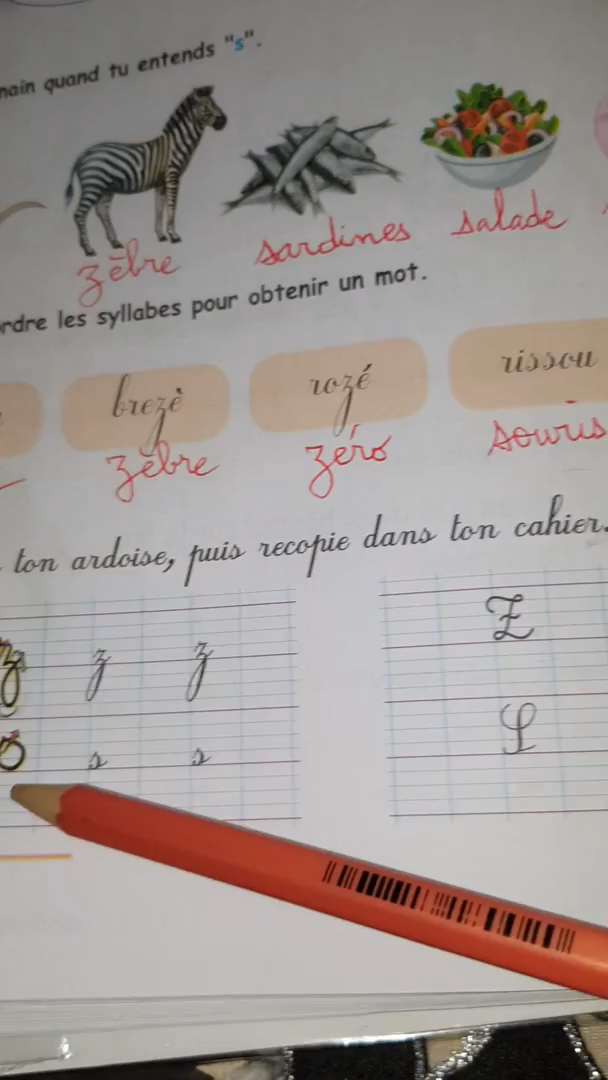 main quand tu entends "s".
zèbre sardines salade
rdre les syllabes pour obtenir un mot.
brezè rozé rissou
zèbre zéro souris
ton ardoise, puis recopie dans ton cahier.
z z z Z
s s s S